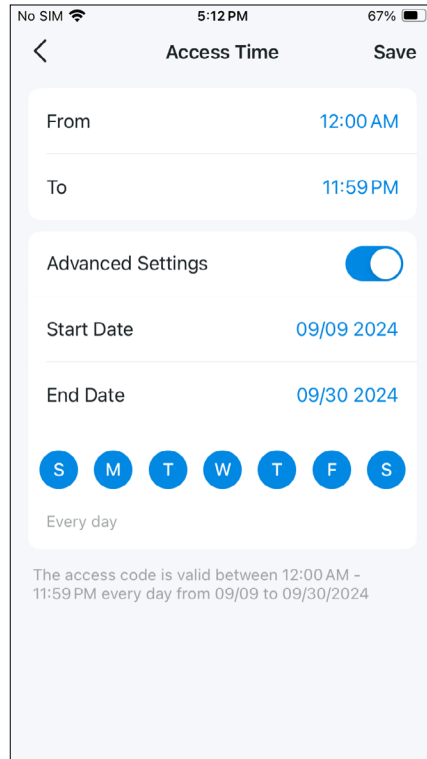 No SIM 5:12 PM 67%
Access Time Save
From 12:00 AM
To 11:59 PM
Advanced Settings
Start Date 09/09 2024
End Date 09/30 2024
S M T W T F S
Every day
The access code is valid between 12:00 AM -
11:59 PM every day from 09/09 to 09/30/2024